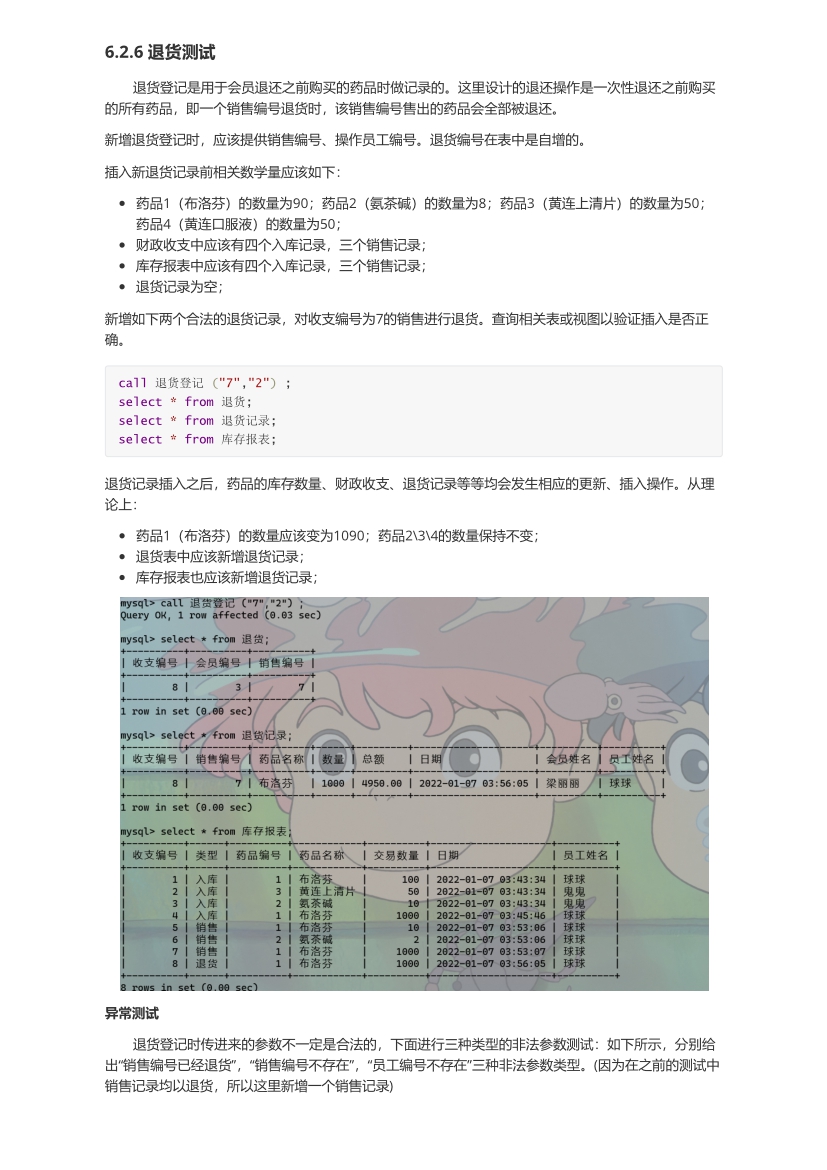 6.2.6 退货测试
退货登记是用于会员退还之前购买的药品时做记录的。这里设计的退还操作是一次性退还之前购买
的所有药品，即一个销售编号退货时，该销售编号售出的药品会全部被退还。
新增退货登记时，应该提供销售编号、操作员工编号。退货编号在表中是自增的。
插入新退货记录前相关数学量应该如下：
• 药品1（布洛芬）的数量为90；药品2（氨茶碱）的数量为8；药品3（黄连上清片）的数量为50；
药品4（黄连口服液）的数量为50；
• 财政收支中应该有四个入库记录，三个销售记录；
• 库存报表中应该有四个入库记录，三个销售记录；
• 退货记录为空；
新增如下两个合法的退货记录，对收支编号为7的销售进行退货。查询相关表或视图以验证插入是否正
确。
call 退货登记（"7","2"）;
select * from 退货;
select * from 退货记录;
select * from 库存报表;
退货记录插入之后，药品的库存数量、财政收支、退货记录等等均会发生相应的更新、插入操作。从理
论上：
• 药品1（布洛芬）的数量应该变为1090；药品2\3\4的数量保持不变；
• 退货表中应该新增退货记录；
• 库存报表也应该新增退货记录；
mysql> call 退货登记 ("7","2") ;
Query OK, 1 row affected (0.03 sec)
mysql> select * from 退货;
+----------+----------+----------+
| 收支编号 | 会员编号 | 销售编号 |
+----------+----------+----------+
| 8 | 3 | 7 |
+----------+----------+----------+
1 row in set (0.00 sec)
mysql> select * from 退货记录;
| 收支编号 | 销售编号 | 药品名称 | 数量 | 总额 | 日期 | 会员姓名 | 员工姓名 |
| 8 | 7 | 布洛芬 | 1000 | 4950.00 | 2022-01-07 03:56:05 | 梁丽丽 | 球球 |
1 row in set (0.00 sec)
mysql> select * from 库存报表;
| 收支编号 | 类型 | 药品编号 | 药品名称 | 交易数量 | 日期 | 员工姓名 |
| 1 | 入库 | 1 | 布洛芬 | 100 | 2022-01-07 03:43:34 | 球球 |
| 2 | 入库 | 3 | 黄连上清片 | 50 | 2022-01-07 03:43:34 | 鬼鬼 |
| 3 | 入库 | 2 | 氨茶碱 | 10 | 2022-01-07 03:43:34 | 鬼鬼 |
| 4 | 入库 | 1 | 布洛芬 | 1000 | 2022-01-07 03:45:46 | 球球 |
| 5 | 销售 | 1 | 布洛芬 | 10 | 2022-01-07 03:53:06 | 球球 |
| 6 | 销售 | 2 | 氨茶碱 | 2 | 2022-01-07 03:53:06 | 球球 |
| 7 | 销售 | 1 | 布洛芬 | 1000 | 2022-01-07 03:53:07 | 球球 |
| 8 | 退货 | 1 | 布洛芬 | 1000 | 2022-01-07 03:56:05 | 球球 |
8 rows in set (0.00 sec)
异常测试
退货登记时传进来的参数不一定是合法的，下面进行三种类型的非法参数测试：如下所示，分别给
出“销售编号已经退货”，“销售编号不存在”，“员工编号不存在”三种非法参数类型。(因为在之前的测试中
销售记录均以退货，所以这里新增一个销售记录)